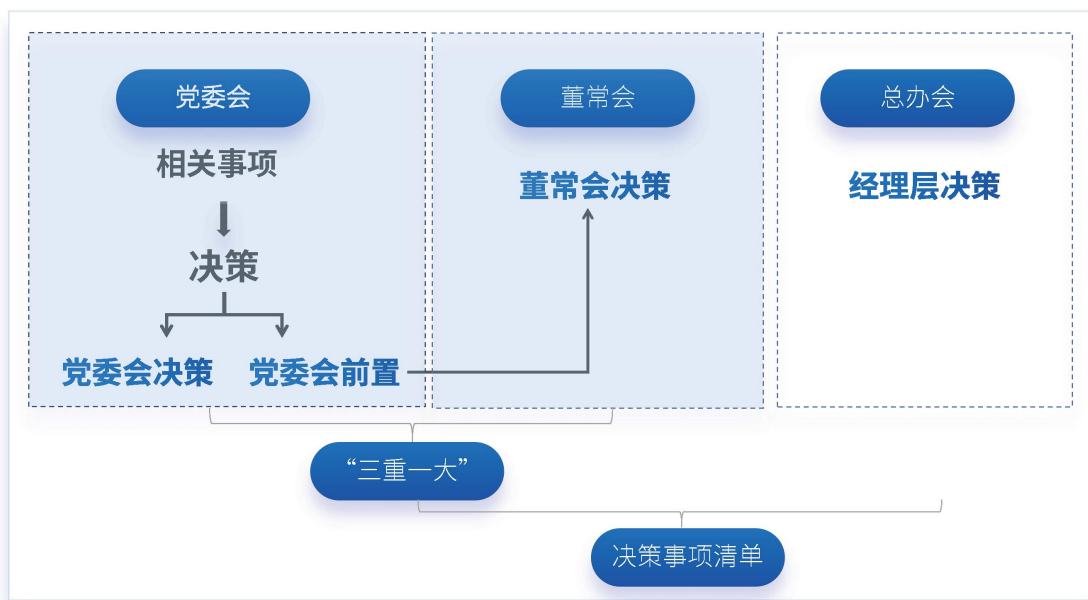 党委会
相关事项
决策
党委会决策
党委会前置
董常会
董常会决策
总办会
经理层决策
“三重一大”
决策事项清单